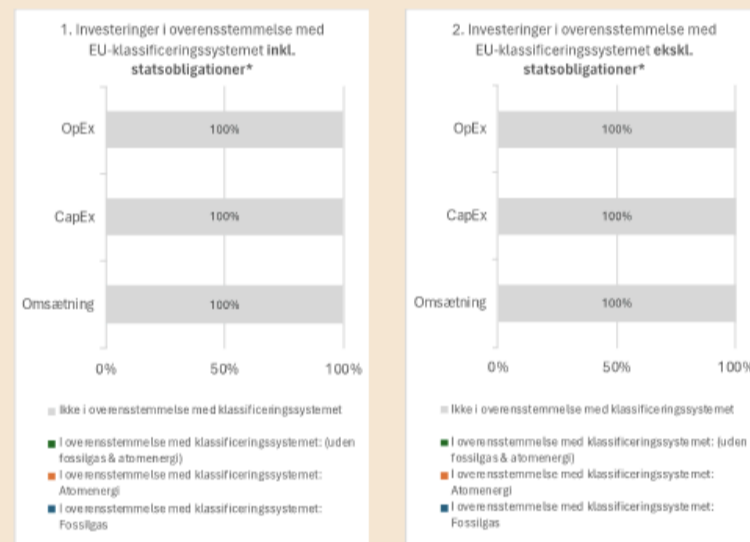 1. Investeringer i overensstemmelse med
EU-klassificeringssystemet inkl.
statsobligationer*
OpEx
100%
CapEx
100%
Omsætning
100%
0%
50%
100%
Ikke i overensstemmelse med klassificeringssystemet
I overensstemmelse med klassificeringssystemet: (uden
fossilgas & atomenergi)
I overensstemmelse med klassificeringssystemet:
Atomenergi
I overensstemmelse med klassificeringssystemet:
Fossilgas
2. Investeringer i overensstemmelse med
EU-klassificeringssystemet ekskl.
statsobligationer*
OpEx
100%
CapEx
100%
Omsætning
100%
0%
50%
100%
Ikke i overensstemmelse med klassificeringssystemet
I overensstemmelse med klassificeringssystemet: (uden
fossilgas & atomenergi)
I overensstemmelse med klassificeringssystemet:
Atomenergi
I overensstemmelse med klassificeringssystemet:
Fossilgas